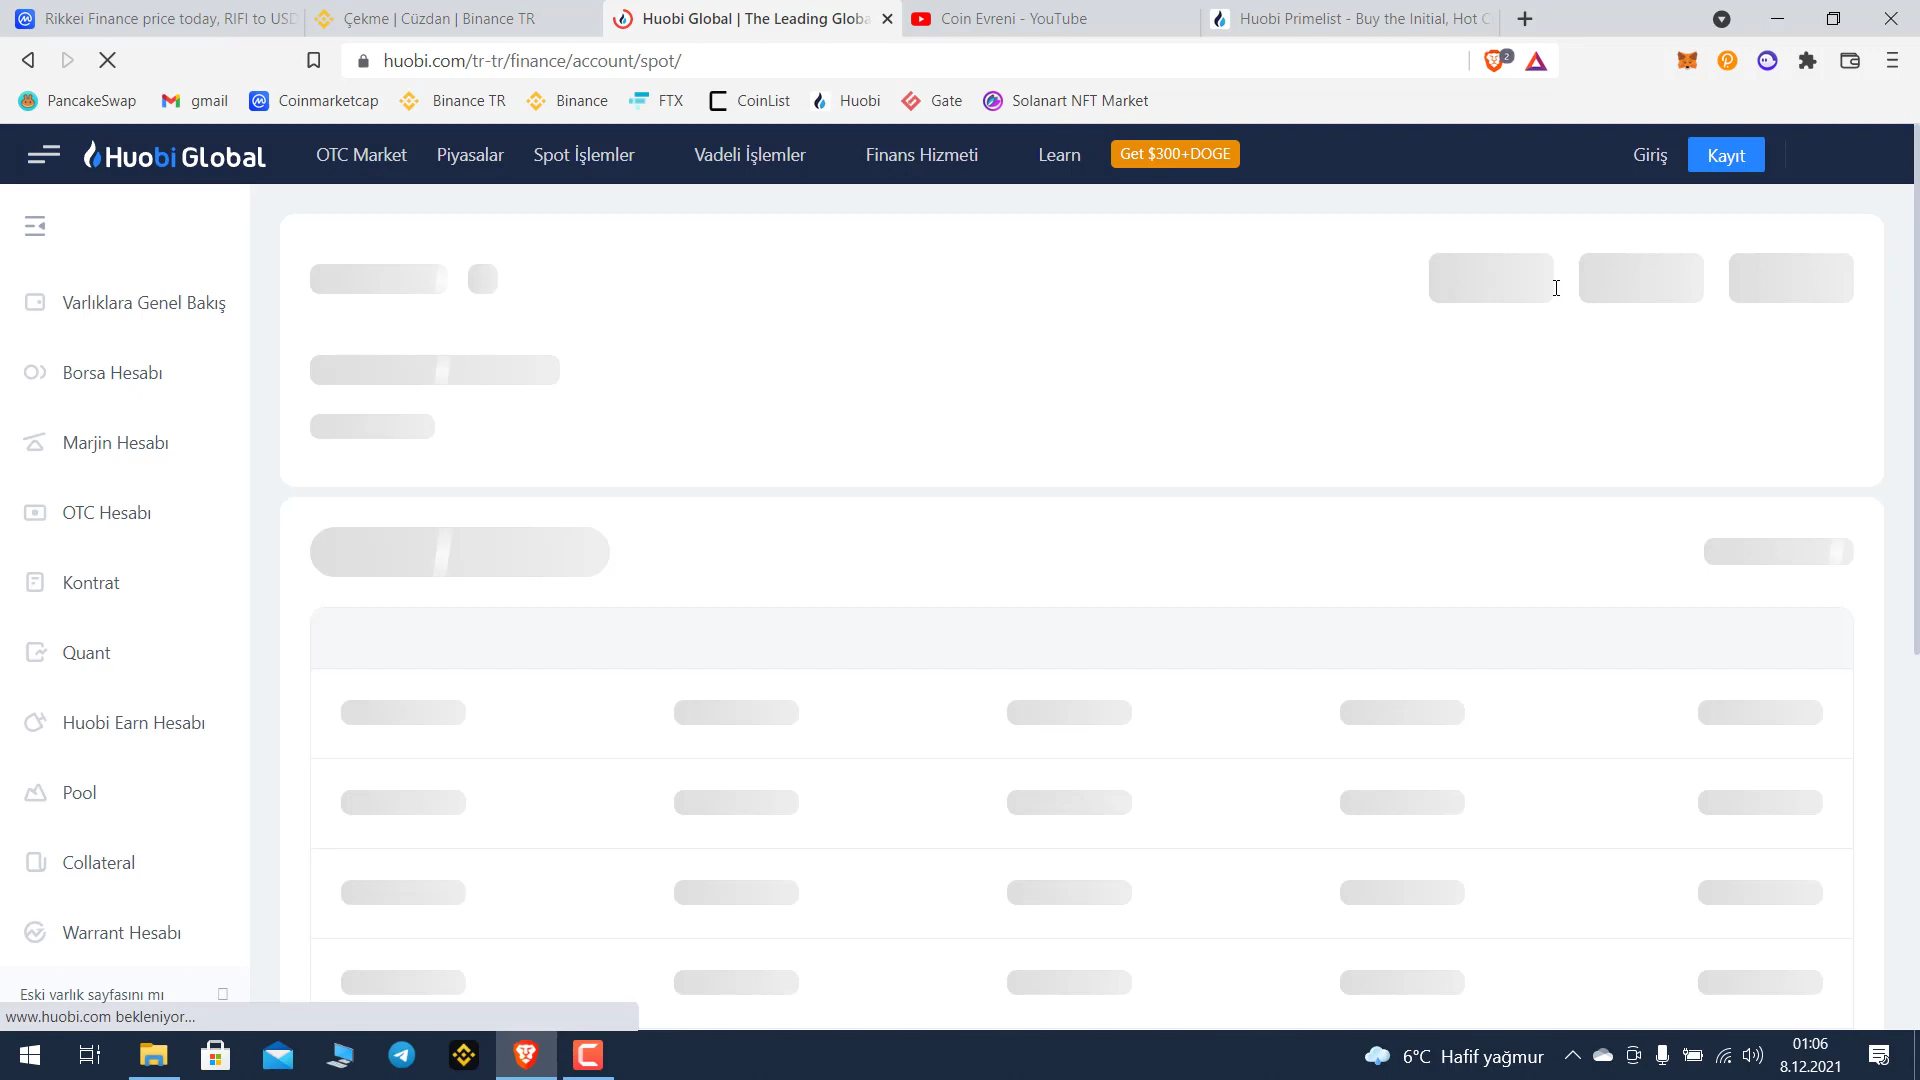 Rikkei Finance price today, RIFI to USD
Çekme | Cüzdan | Binance TR
Huobi Global | The Leading Globa
Coin Evreni - YouTube
Huobi Primelist - Buy the Initial, Hot C
huobi.com/tr-tr/finance/account/spot/
2
PancakeSwap
gmail
Coinmarketcap
Binance TR
Binance
FTX
CoinList
Huobi
Gate
Solanart NFT Market
Huobi Global
OTC Market
Piyasalar
Spot İşlemler
Vadeli İşlemler
Finans Hizmeti
Learn
Get $300+DOGE
Giriş
Kayıt
Varlıklara Genel Bakış
Borsa Hesabı
Marjin Hesabı
OTC Hesabı
Kontrat
Quant
Huobi Earn Hesabı
Pool
Collateral
Warrant Hesabı
Eski varlık sayfasını mı
www.huobi.com bekleniyor...
6°C Hafif yağmur
01:06
8.12.2021